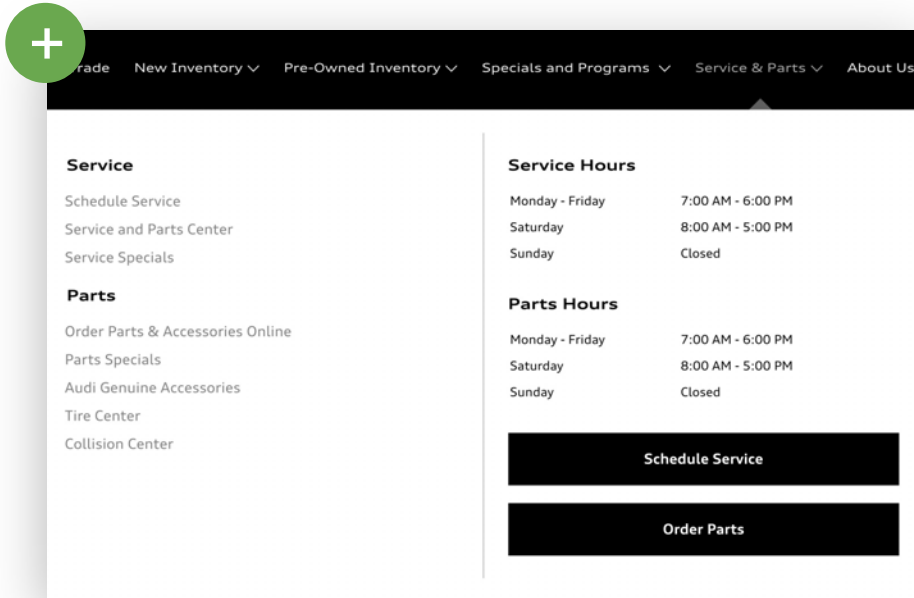 rade New Inventory Pre-Owned Inventory Specials and Programs Service & Parts About Us
Service
Schedule Service
Service and Parts Center
Service Specials
Parts
Order Parts & Accessories Online
Parts Specials
Audi Genuine Accessories
Tire Center
Collision Center
Service Hours
Monday - Friday 7:00 AM - 6:00 PM
Saturday 8:00 AM - 5:00 PM
Sunday Closed
Parts Hours
Monday - Friday 7:00 AM - 6:00 PM
Saturday 8:00 AM - 5:00 PM
Sunday Closed
Schedule Service
Order Parts